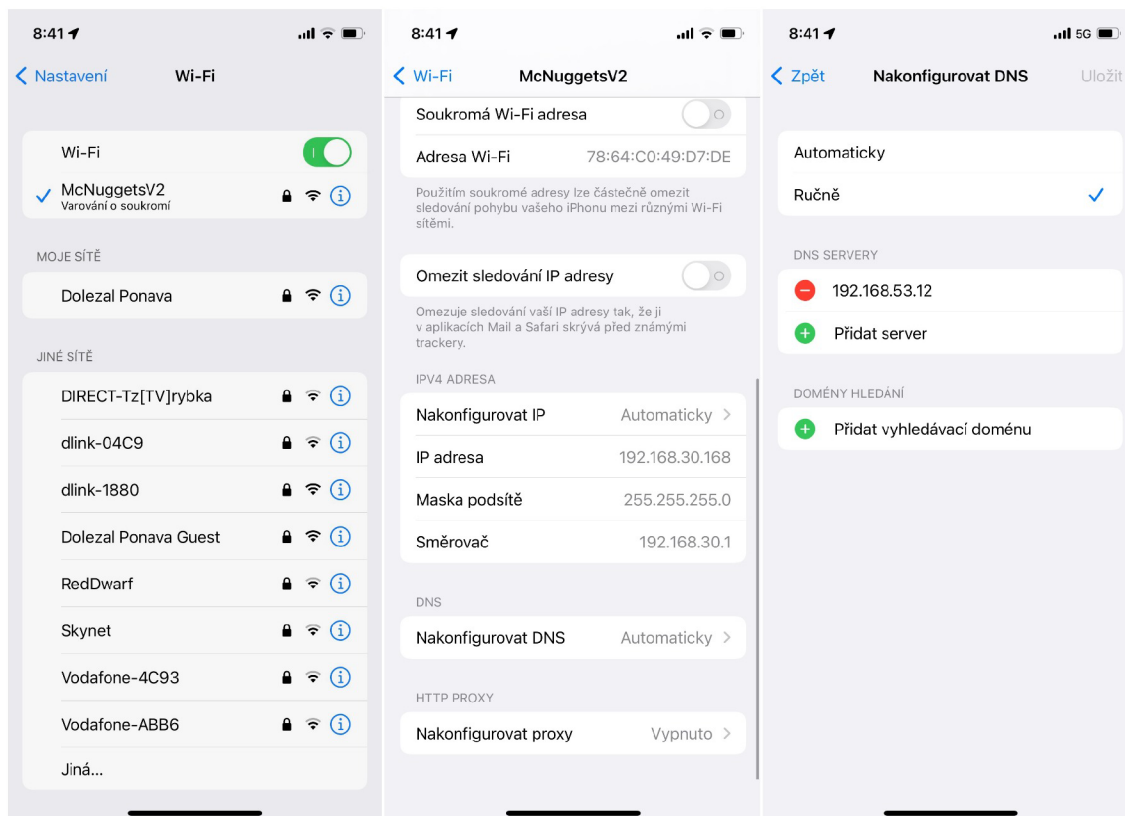 8:41
Nastavení
Wi-Fi
Wi-Fi
McNuggetsV2
Varování o soukromí
MOJE SÍTĚ
Dolezal Ponava
JINÉ SÍTĚ
DIRECT-Tz[TV]rybka
dlink-04C9
dlink-1880
Dolezal Ponava Guest
RedDwarf
Skynet
Vodafone-4C93
Vodafone-ABB6
Jiná...
8:41
Wi-Fi
McNuggetsV2
Soukromá Wi-Fi adresa
Adresa Wi-Fi 78:64:C0:49:D7:DE
Použitím soukromé adresy lze částečně omezit
sledování pohybu vašeho iPhonu mezi různými Wi-Fi
sítěmi.
Omezit sledování IP adresy
Omezuje sledování vaší IP adresy tak, že ji
v aplikacích Mail a Safari skrývá před známými
trackery.
IPV4 ADRESA
Nakonfigurovat IP Automaticky
IP adresa 192.168.30.168
Maska podsítě 255.255.255.0
Směrovač 192.168.30.1
DNS
Nakonfigurovat DNS Automaticky
HTTP PROXY
Nakonfigurovat proxy Vypnuto
8:41 5G
Zpět
Nakonfigurovat DNS
Uložit
Automaticky
Ručně
DNS SERVERY
192.168.53.12
Přidat server
DOMÉNY HLEDÁNÍ
Přidat vyhledávací doménu